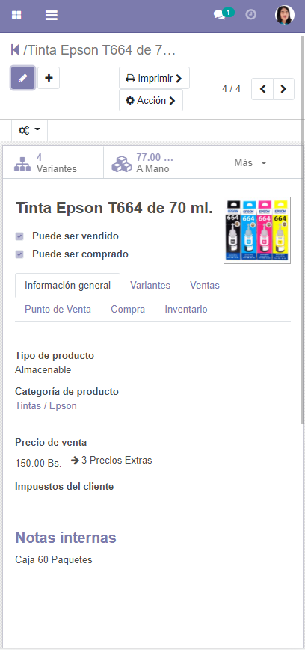 1
/Tinta Epson T664 de 7…
Imprimir
Acción
4 / 4
4
Variantes
77.00 ...
A Mano
Más
Tinta Epson T664 de 70 ml.
Puede ser vendido
Puede ser comprado
664 664 664 664
Información general Variantes Ventas
Punto de Venta Compra Inventario
Tipo de producto
Almacenable
Categoría de producto
Tintas / Epson
Precio de venta
150.00 Bs. 3 Precios Extras
Impuestos del cliente
Notas internas
Caja 60 Paquetes